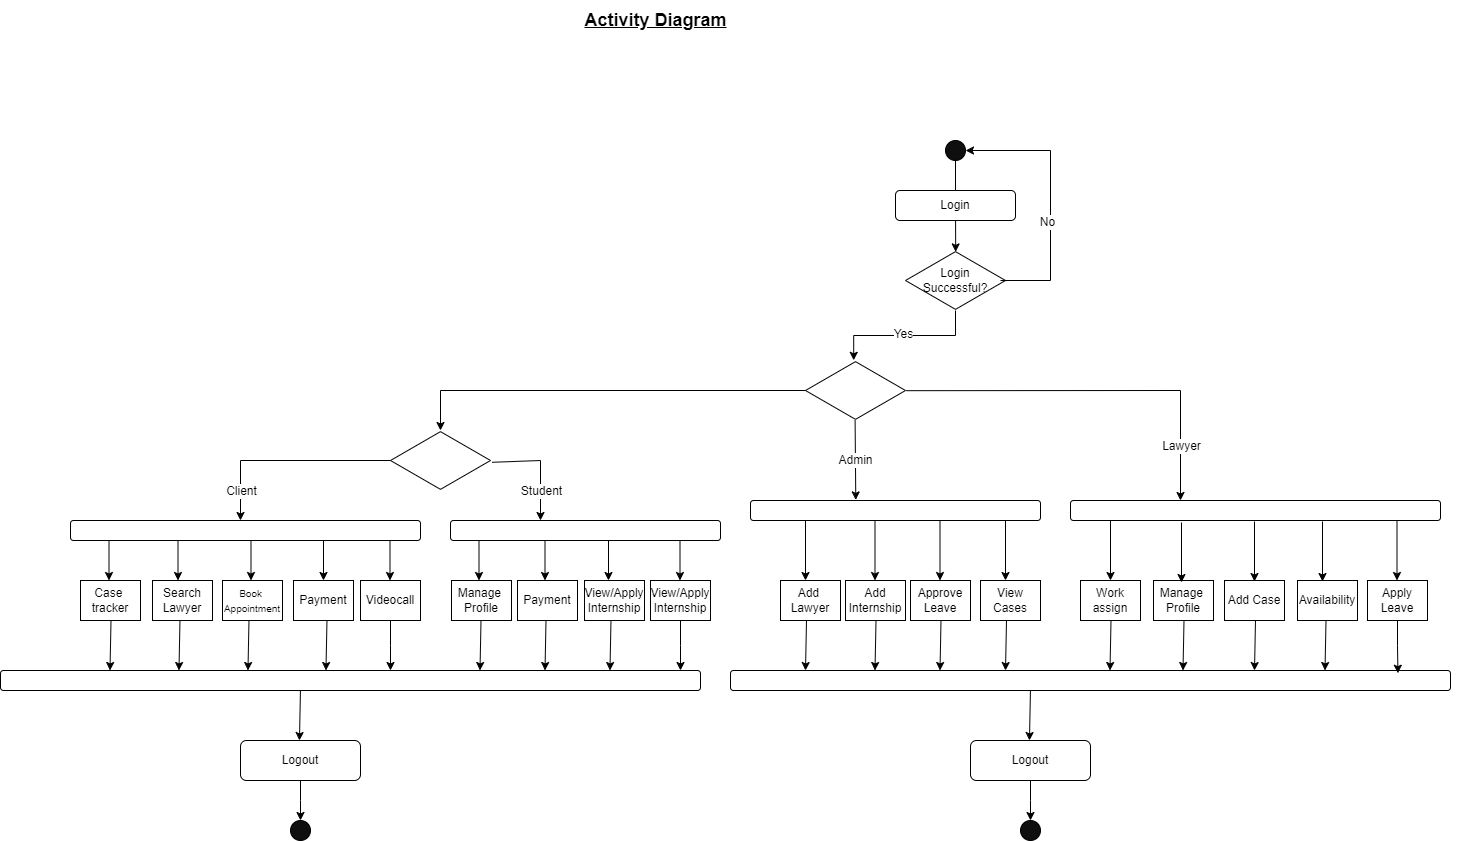 Activity Diagram
Login
No
Login
Successful?
Yes
Lawyer
Admin
Client
Student
Case
tracker
Search
Lawyer
Book
Appointment
Payment
Videocall
Manage
Profile
Payment
View/Apply
Internship
View/Apply
Internship
Add
Lawyer
Add
Internship
Approve
Leave
View
Cases
Work
assign
Manage
Profile
Add Case
Availability
Apply
Leave
Logout
Logout